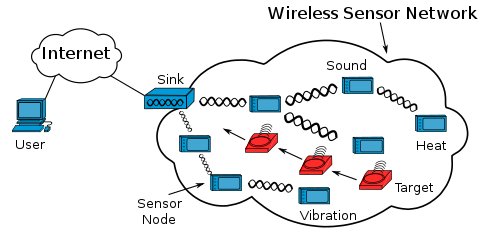 Wireless Sensor Network
Internet
Sound
Sink
User
Heat
Target
Sensor
Node
Vibration